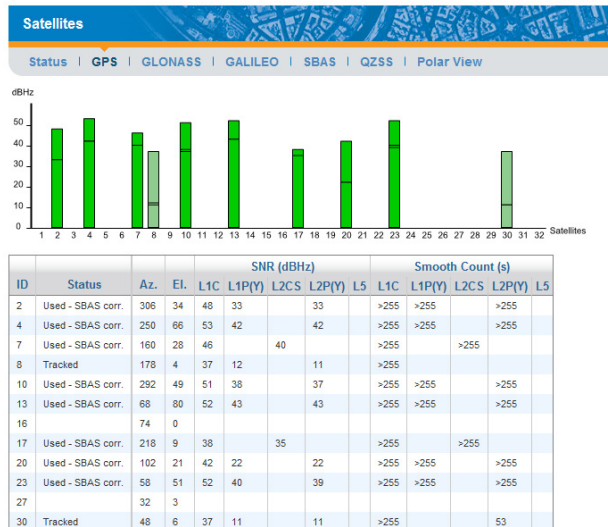 Satellites
Status | GPS | GLONASS | GALILEO | SBAS | QZSS | Polar View
dBHz
50
40
30
20
10
0
1 2 3 4 5 6 7 8 9 10 11 12 13 14 15 16 17 18 19 20 21 22 23 24 25 26 27 28 29 30 31 32 Satellites
SNR (dBHz) Smooth Count (s)
ID Status Az. El. L1C L1P(Y) L2CS L2P(Y) L5 L1C L1P(Y) L2CS L2P(Y) L5
2 Used - SBAS corr. 306 34 48 33 33 >255 >255 >255
4 Used - SBAS corr. 250 66 53 42 42 >255 >255 >255
7 Used - SBAS corr. 160 28 46 40 >255 >255
8 Tracked 178 4 37 12 11 >255
10 Used - SBAS corr. 292 49 51 38 37 >255 >255 >255
13 Used - SBAS corr. 68 80 52 43 43 >255 >255 >255
16 74 0
17 Used - SBAS corr. 218 9 38 35 >255 >255
20 Used - SBAS corr. 102 21 42 22 22 >255 >255 >255
23 Used - SBAS corr. 58 51 52 40 39 >255 >255 >255
27 32 3
30 Tracked 48 6 37 11 11 >255 53